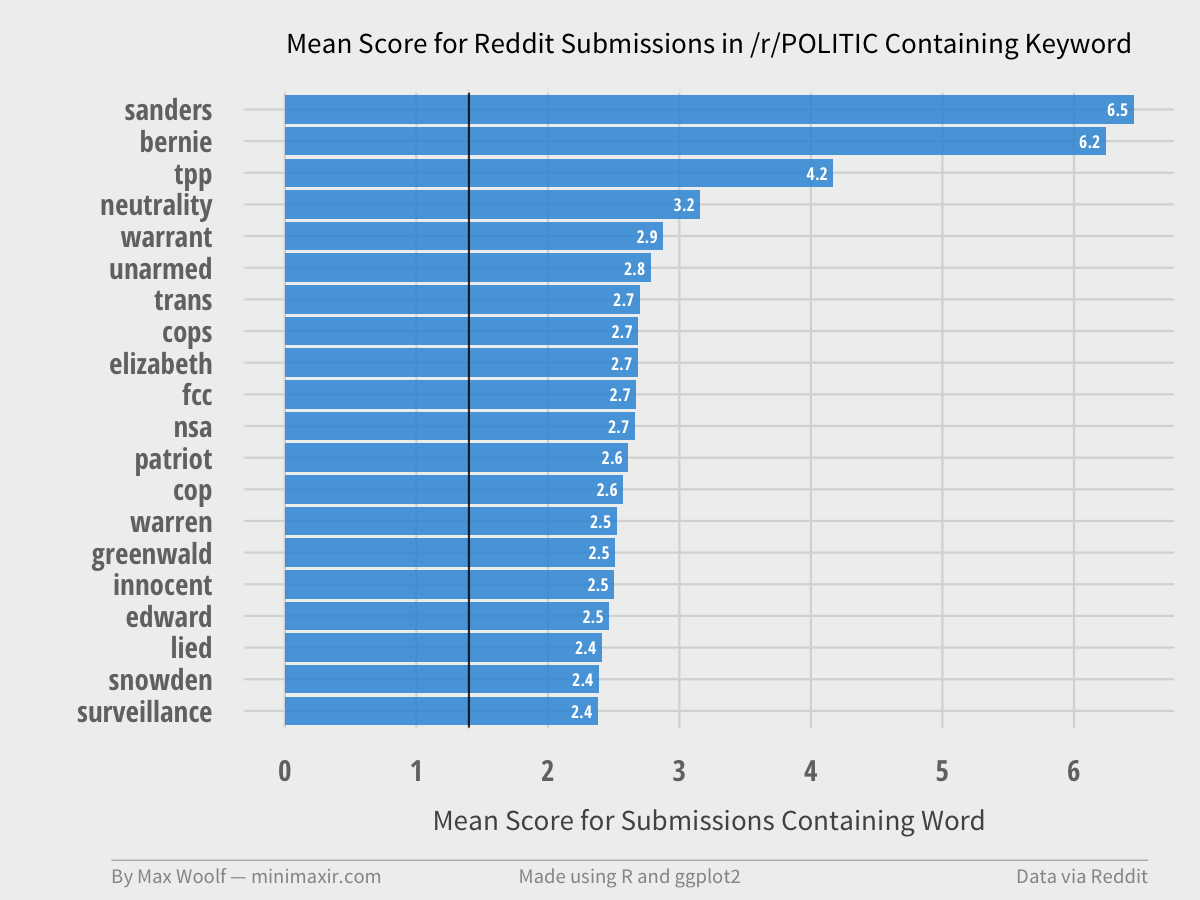 Mean Score for Reddit Submissions in /r/POLITIC Containing Keyword
sanders 6.5
bernie 6.2
tpp 4.2
neutrality 3.2
warrant 2.9
unarmed 2.8
trans 2.7
cops 2.7
elizabeth 2.7
fcc 2.7
nsa 2.7
patriot 2.6
cop 2.6
warren 2.5
greenwald 2.5
innocent 2.5
edward 2.5
lied 2.4
snowden 2.4
surveillance 2.4
0 1 2 3 4 5 6
Mean Score for Submissions Containing Word
By Max Woolf — minimaxir.com Made using R and ggplot2 Data via Reddit